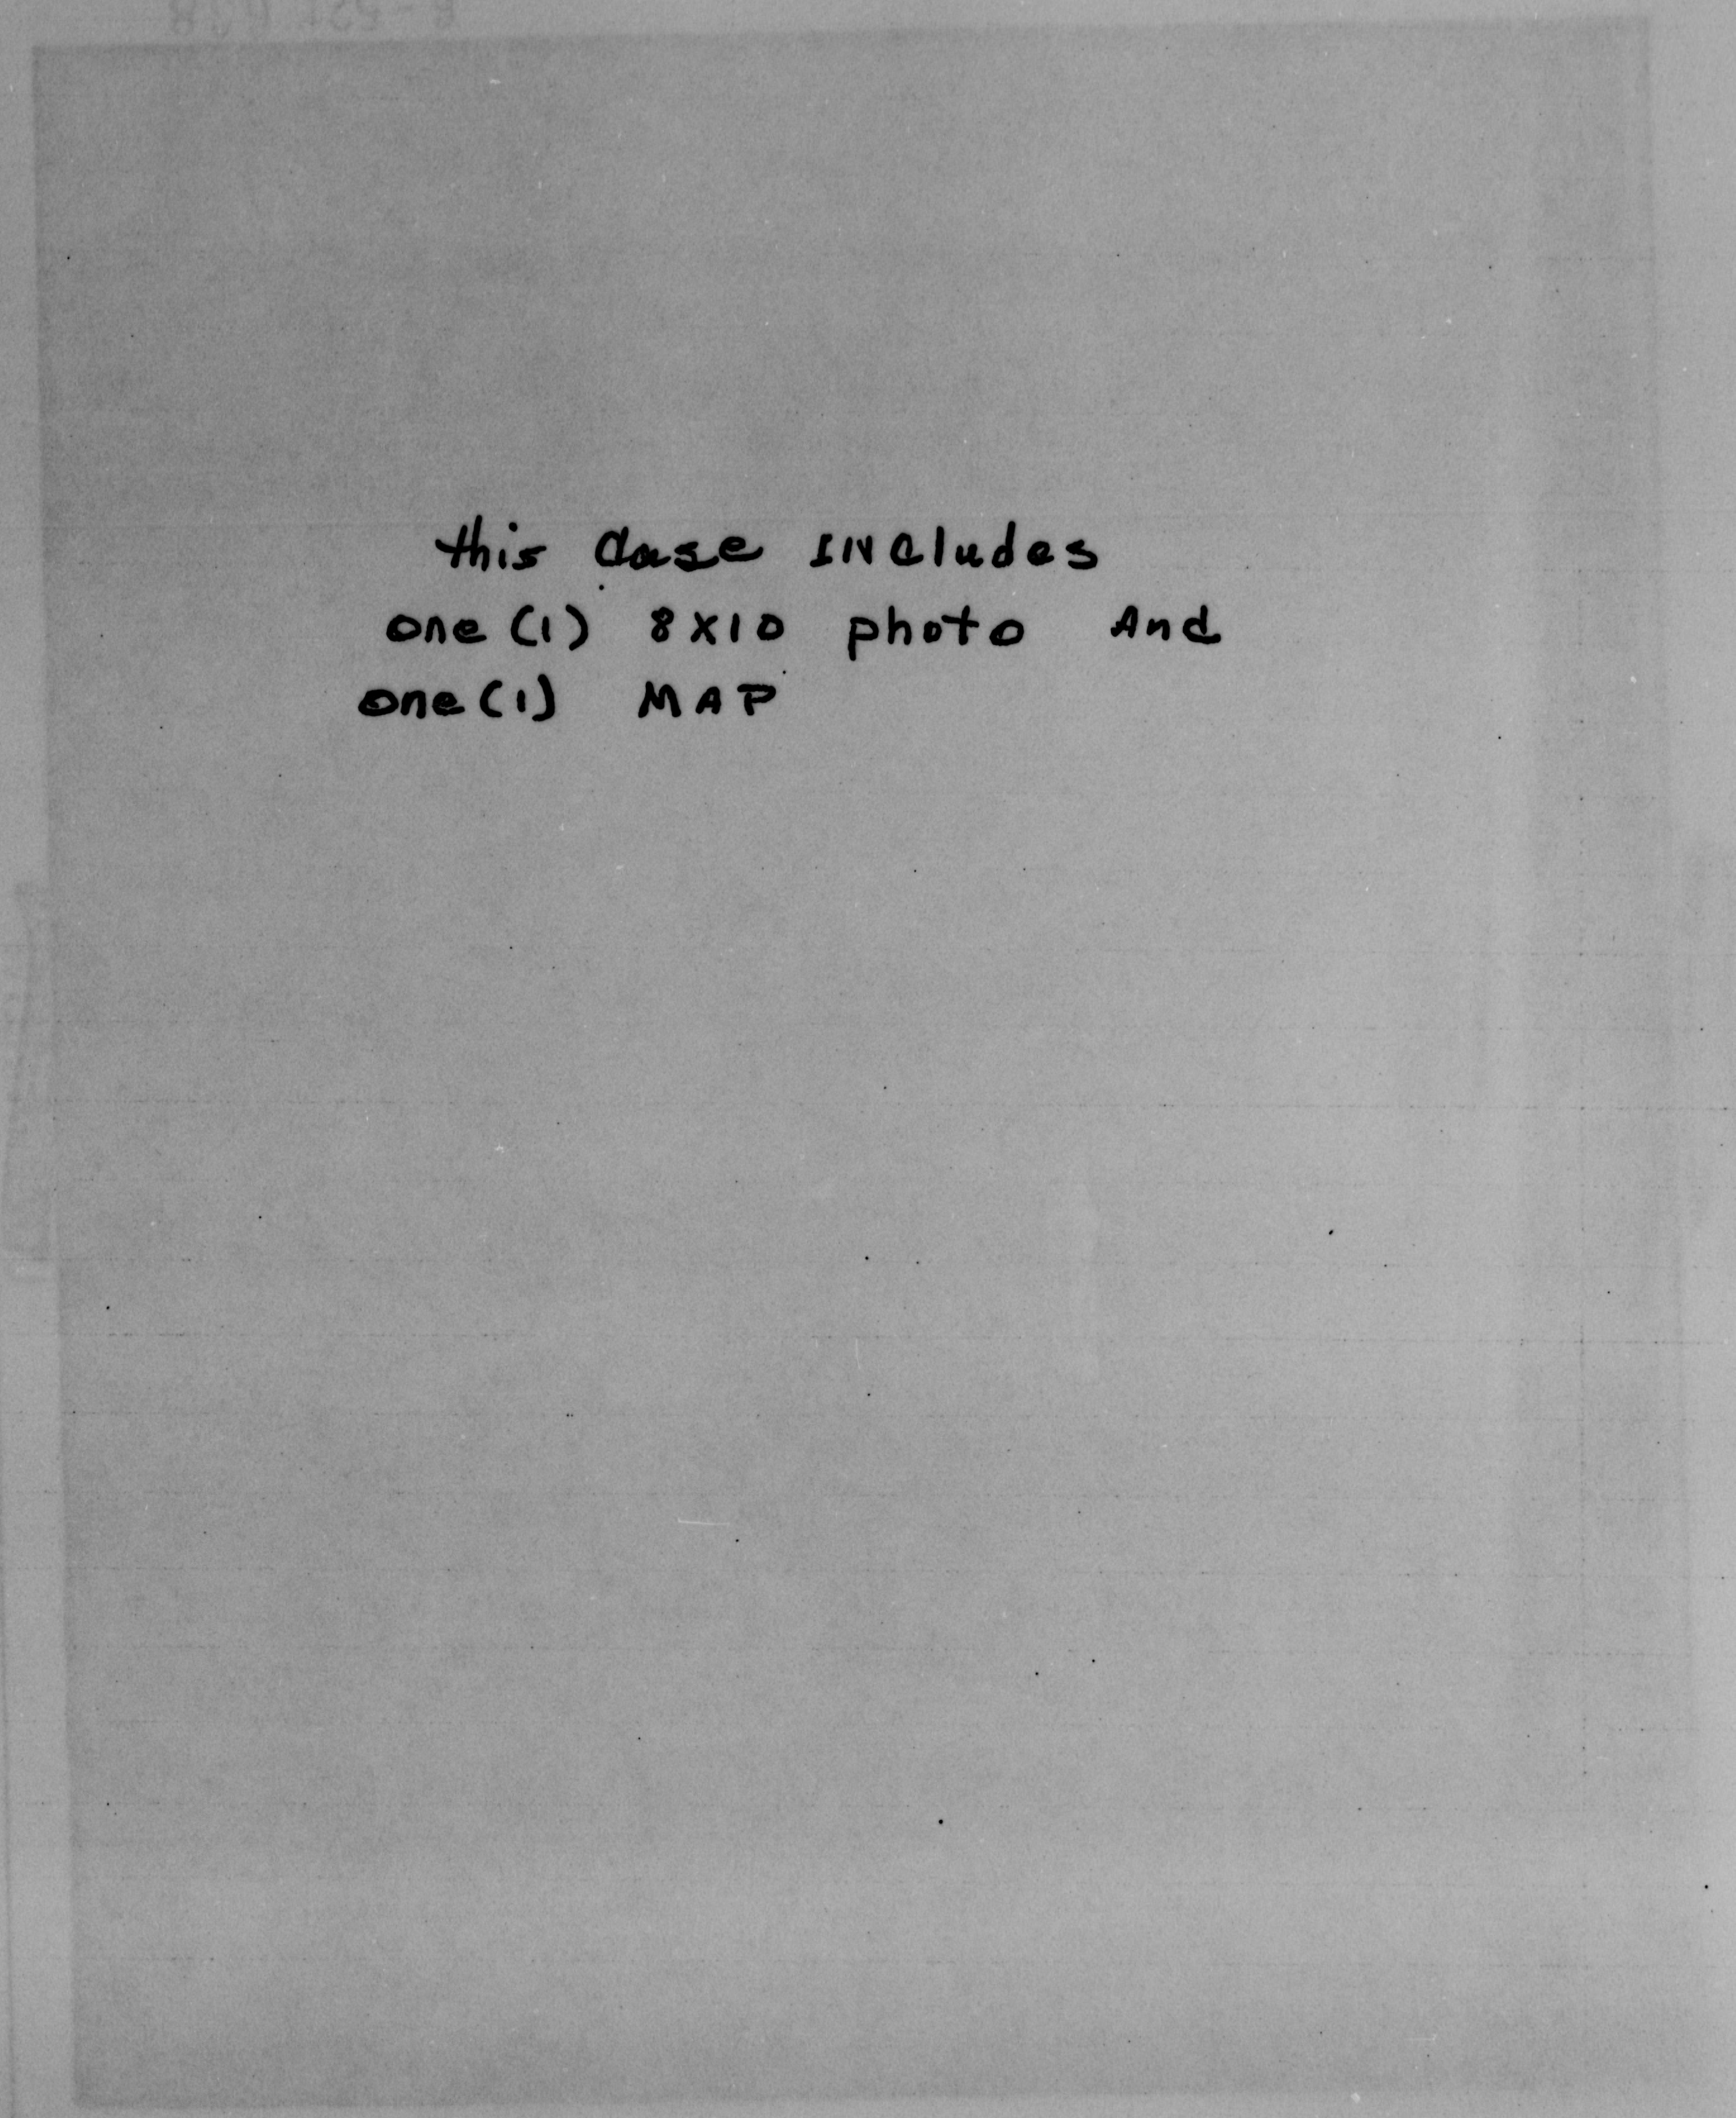 this case includes
one (1) 8x10 photo And
one (1) MAP